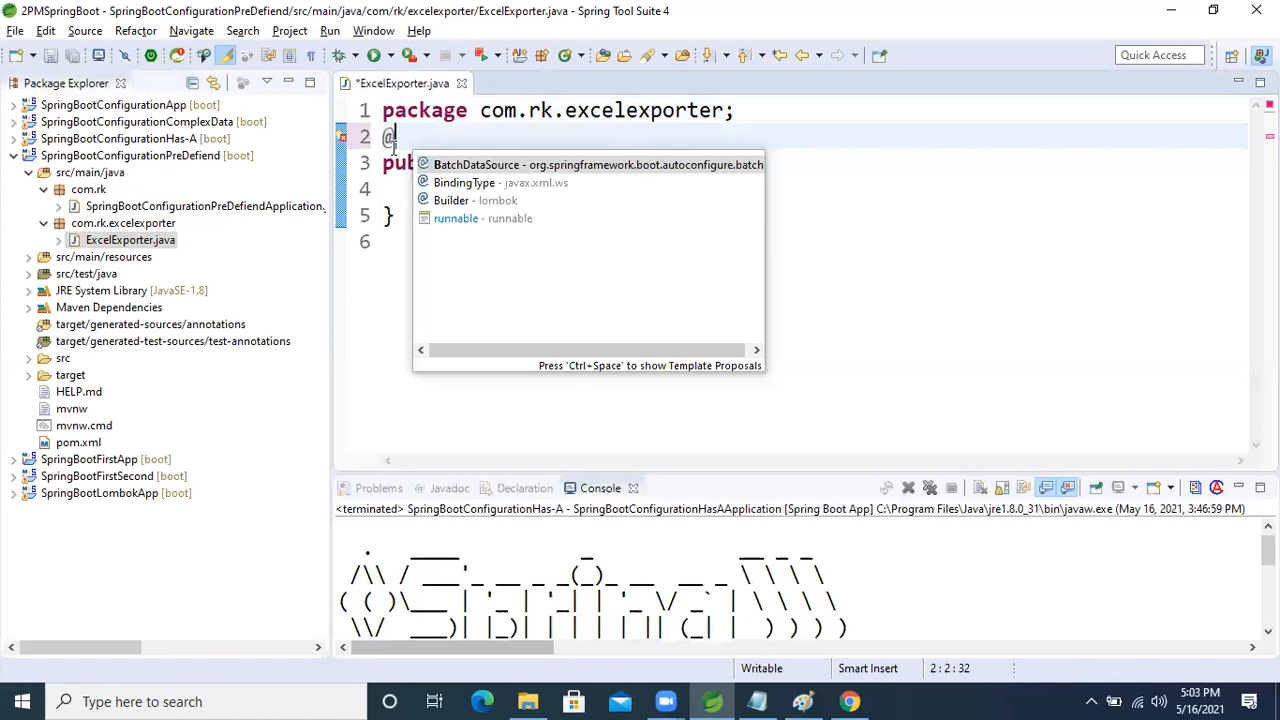 2PMSpringBoot - SpringBootConfigurationPreDefiend/src/main/java/com/rk/excelexporter/ExcelExporter.java - Spring Tool Suite 4
File Edit Source Refactor Navigate Search Project Run Window Help
Quick Access
Package Explorer
SpringBootConfigurationApp [boot]
SpringBootConfigurationComplexData [boot]
SpringBootConfigurationHas-A [boot]
SpringBootConfigurationPreDefiend [boot]
src/main/java
com.rk
SpringBootConfigurationPreDefiendApplication.
com.rk.excelexporter
ExcelExporter.java
src/main/resources
src/test/java
JRE System Library [JavaSE-1.8]
Maven Dependencies
target/generated-sources/annotations
target/generated-test-sources/test-annotations
src
target
HELP.md
mvnw
mvnw.cmd
pom.xml
SpringBootFirstApp [boot]
SpringBootFirstSecond [boot]
SpringBootLombokApp [boot]
*ExcelExporter.java
1 package com.rk.excelexporter;
2 @
3 pub
4
5 }
6
BatchDataSource - org.springframework.boot.autoconfigure.batch
BindingType - javax.xml.ws
Builder - lombok
runnable - runnable
Press 'Ctrl+Space' to show Template Proposals
Problems Javadoc Declaration Console
<terminated> SpringBootConfigurationHas-A - SpringBootConfigurationHasAApplication [Spring Boot App] C:\Program Files\Java\jre1.8.0_31\bin\javaw.exe (May 16, 2021, 3:46:59 PM)
Writable Smart Insert 2 : 2 : 32
Type here to search
5:03 PM
5/16/2021